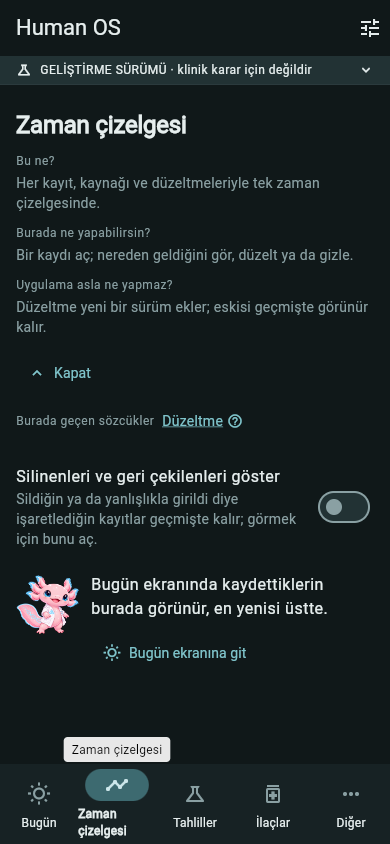 Human OS
GELİŞTİRME SÜRÜMÜ · klinik karar için değildir
Zaman çizelgesi
Bu ne?
Her kayıt, kaynağı ve düzeltmeleriyle tek zaman
çizelgesinde.
Burada ne yapabilirsin?
Bir kaydı aç; nereden geldiğini gör, düzelt ya da gizle.
Uygulama asla ne yapmaz?
Düzeltme yeni bir sürüm ekler; eskisi geçmişte görünür
kalır.
Kapat
Burada geçen sözcükler Düzeltme
Silinenleri ve geri çekilenleri göster
Sildiğin ya da yanlışlıkla girildi diye
işaretlediğin kayıtlar geçmişte kalır; görmek
için bunu aç.
Bugün ekranında kaydettiklerin
burada görünür, en yenisi üstte.
Bugün ekranına git
Zaman çizelgesi
Bugün
Zaman
çizelgesi
Tahliller
İlaçlar
Diğer